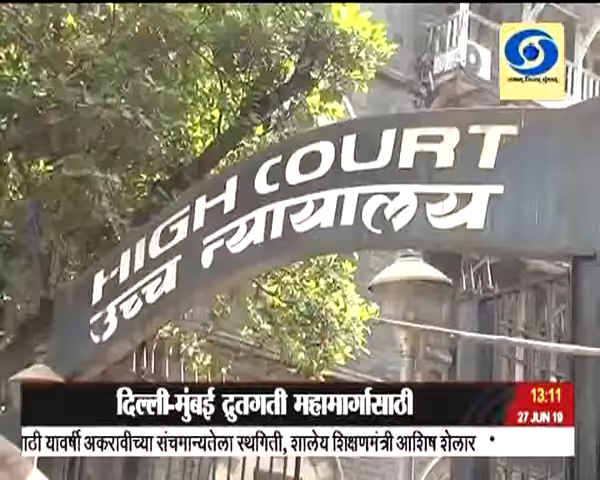 HIGH COURT
उच्च न्यायालय
दिल्ली-मुंबई द्रुतगती महामार्गासाठी
13:11
27 JUN 19
ाठी यावर्षी अकरावीच्या संचमान्यतेला स्थगिती, शालेय शिक्षणमंत्री आशिष शेलार